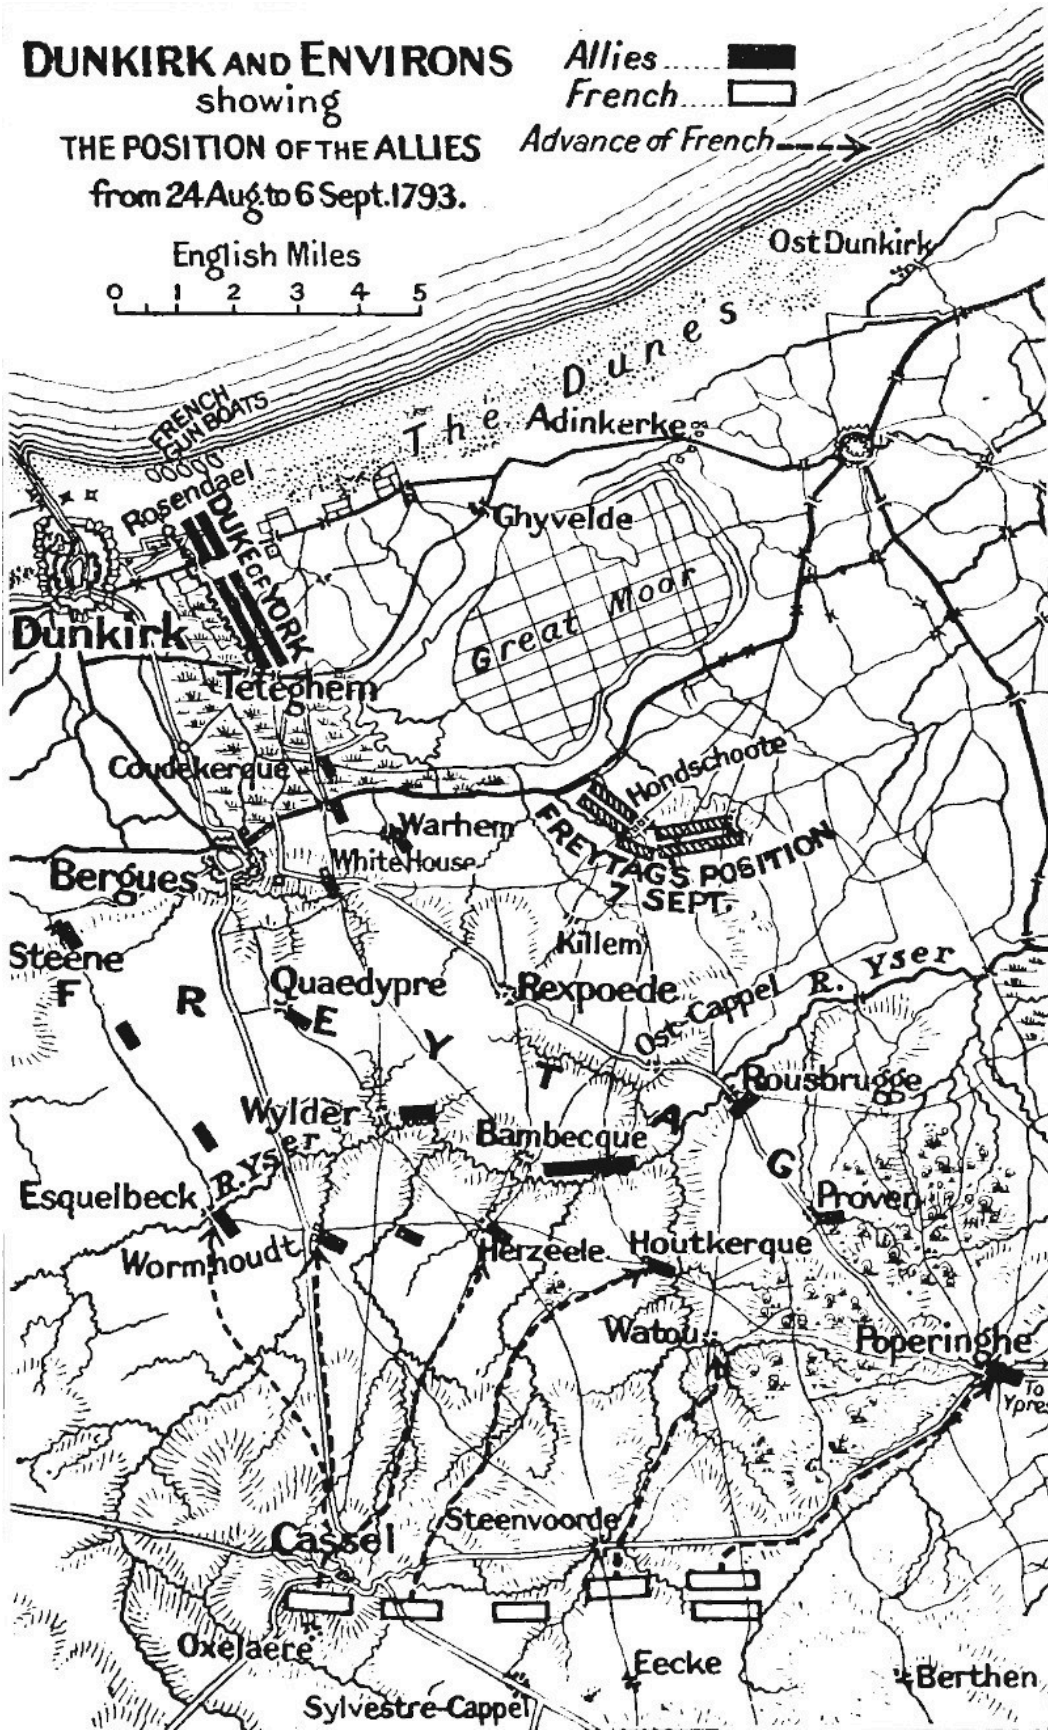 DUNKIRK AND ENVIRONS
showing
THE POSITION OF THE ALLIES
from 24 Aug. to 6 Sept. 1793.
Allies
French
Advance of French
English Miles
0 1 2 3 4 5
Ost Dunkirk
The Dunes
FRENCH
GUN BOATS
Adinkerke
Rosendael
DUKE OF YORK
Ghyvelde
Great Moor
Dunkirk
Teteghem
Coudekerque
Hondschoote
Warhem
FREYTAGS POSITION
7 SEPT.
White House
Bergues
Killem
Steene
FREYTAG
Quaedypre
Rexpoede
Ost-Cappel
R. Yser
Rousbrugge
Wylder
Bambecque
R. Yser
Esquelbeck
Proven
Wormhoudt
Herzeele
Houtkerque
Watou
Poperinghe
To
Ypres
Steenvoorde
Cassel
Oxelaere
Eecke
Berthen
Sylvestre-Cappel